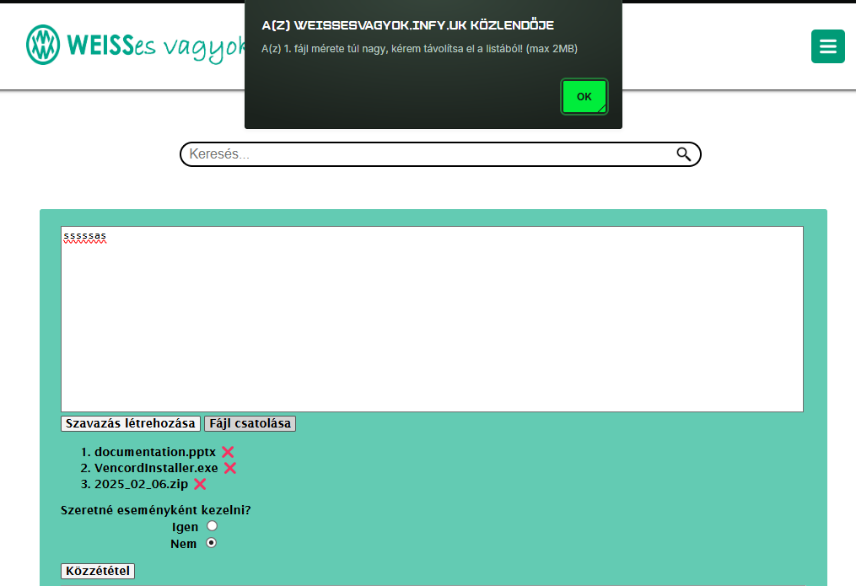 A(Z) WEISSESVAGYOK.INFY.UK KÖZLENDŐJE
A(z) 1. fájl mérete túl nagy, kérem távolítsa el a listából! (max 2MB)
OK
WEISSes vagyok
Keresés...
sssssas
Szavazás létrehozása Fájl csatolása
1. documentation.pptx ❌
2. VencordInstaller.exe ❌
3. 2025_02_06.zip ❌
Szeretné eseményként kezelni?
Igen
Nem
Közzététel